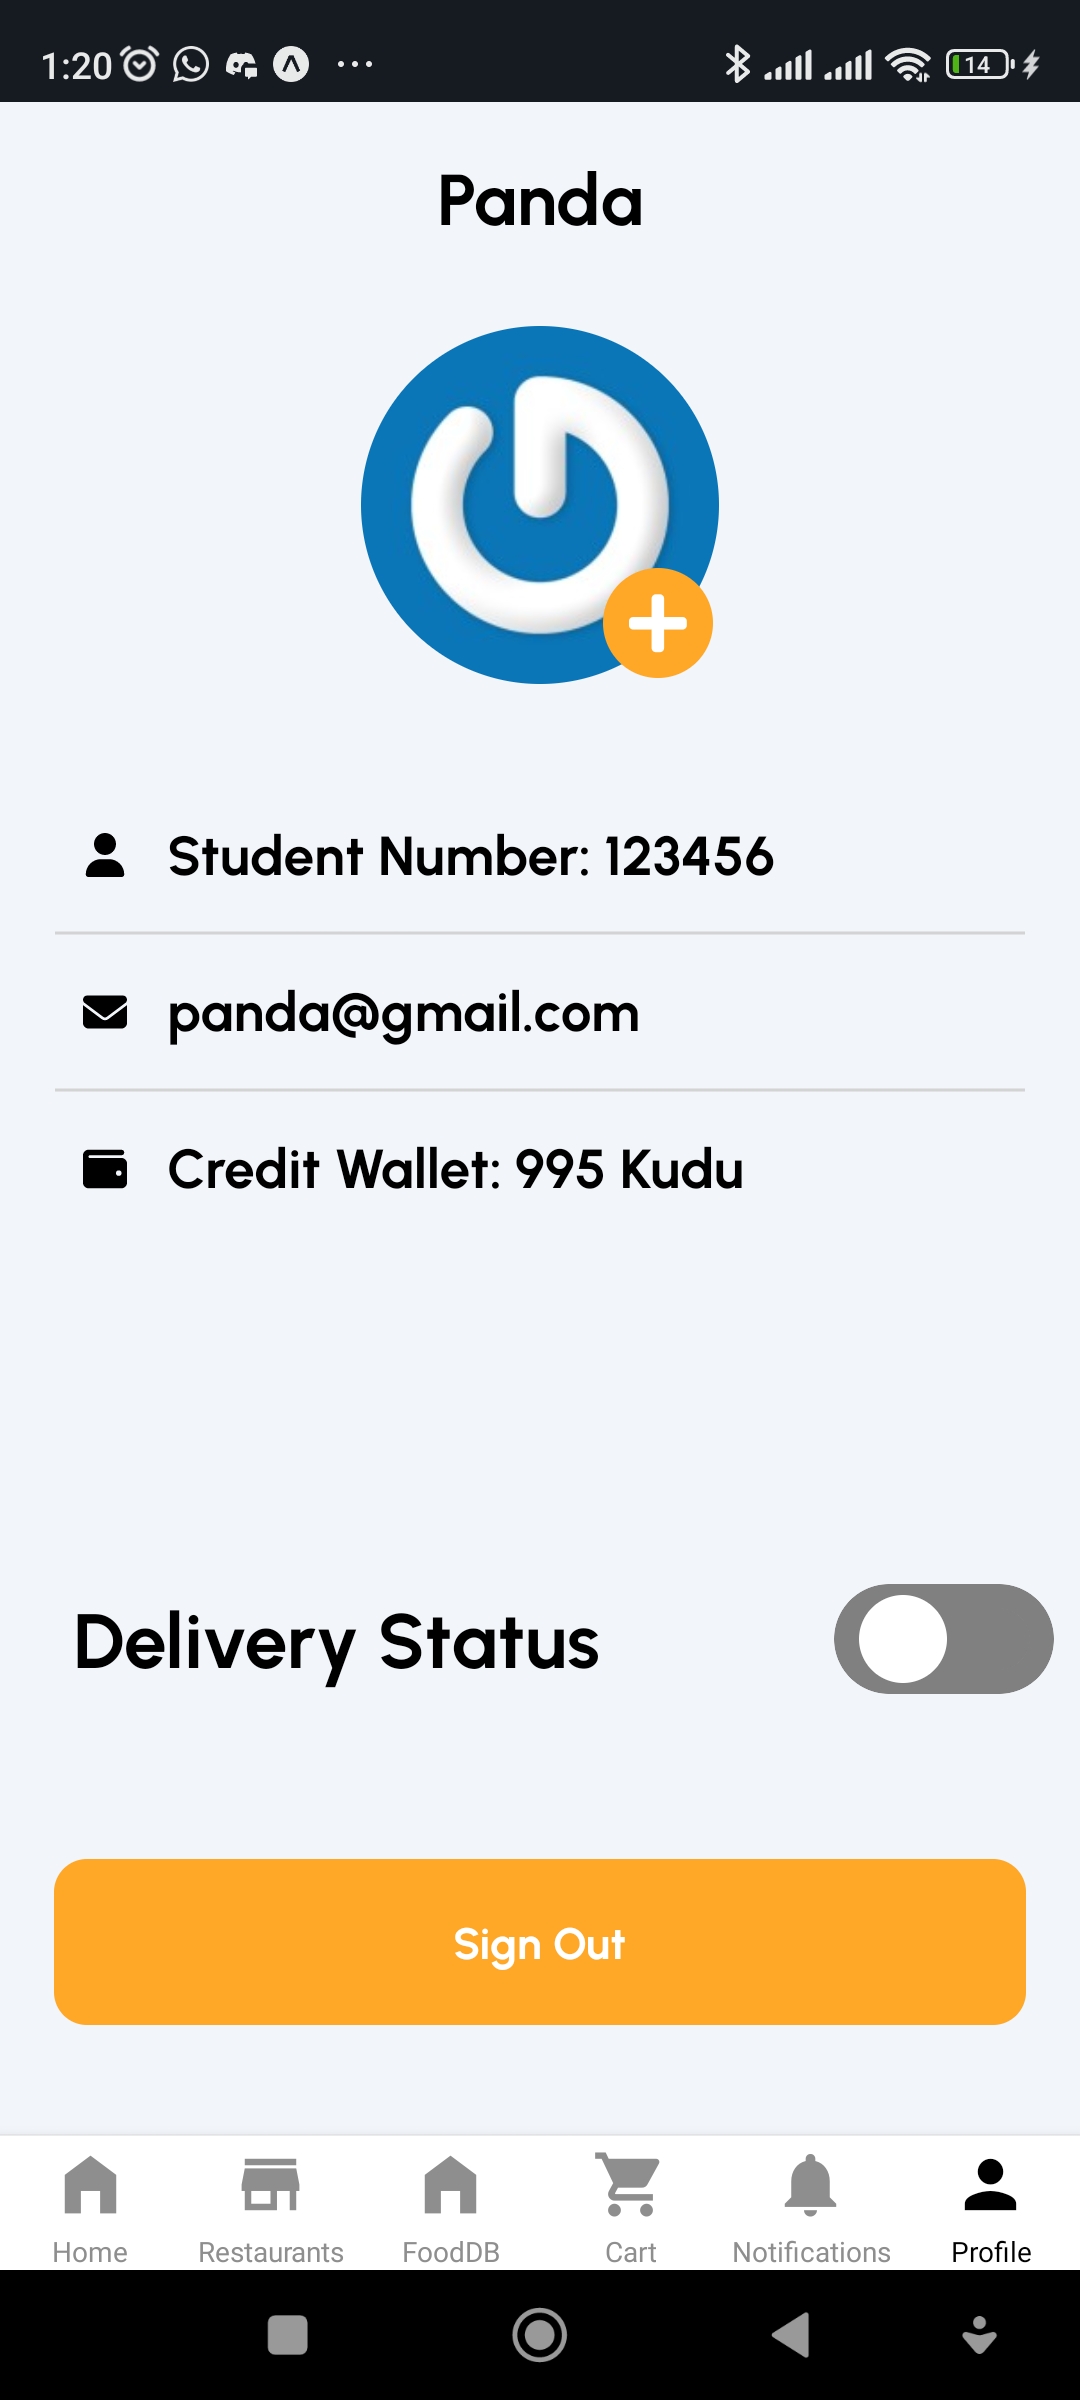 1:20
14
Panda
Student Number: 123456
panda@gmail.com
Credit Wallet: 995 Kudu
Delivery Status
Sign Out
Home Restaurants FoodDB Cart Notifications Profile